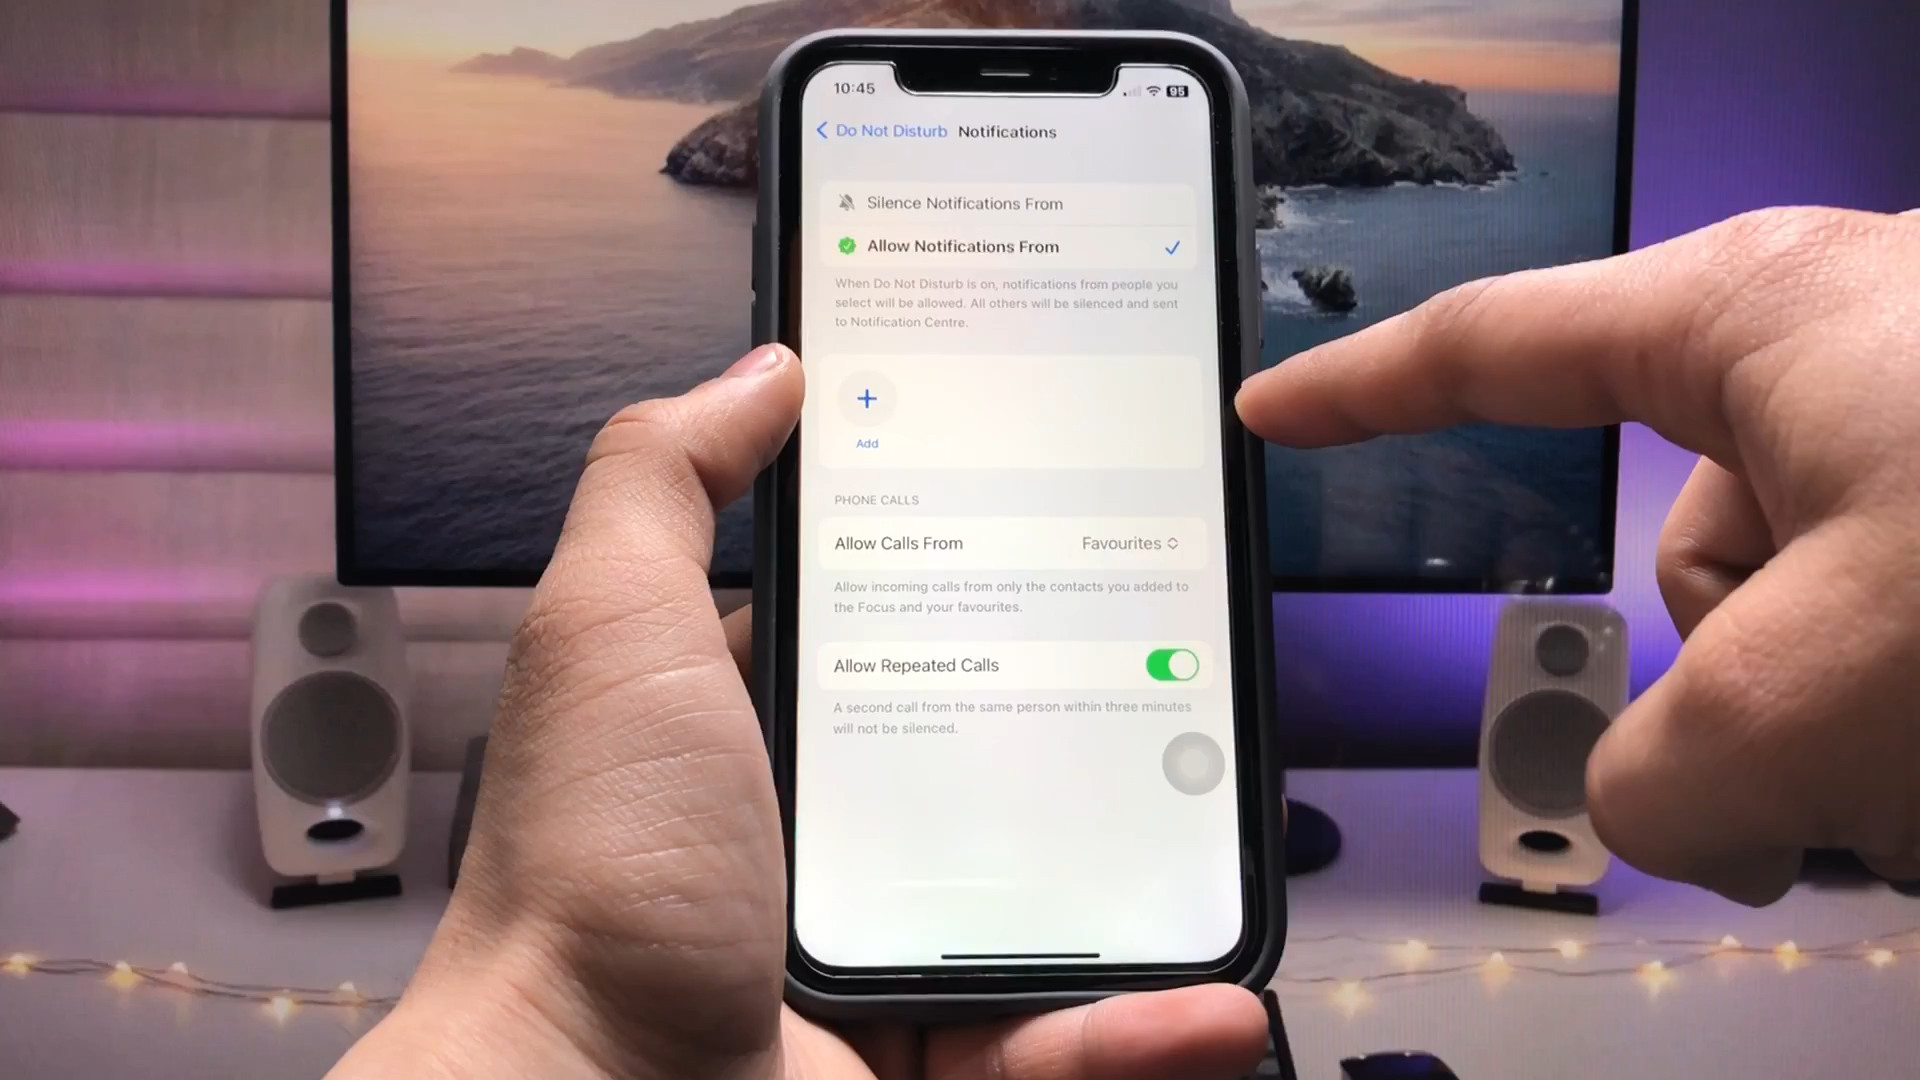 10:45
95
Do Not Disturb Notifications
Silence Notifications From
Allow Notifications From
When Do Not Disturb is on, notifications from people you
select will be allowed. All others will be silenced and sent
to Notification Centre.
Add
PHONE CALLS
Allow Calls From Favourites
Allow incoming calls from only the contacts you added to
the Focus and your favourites.
Allow Repeated Calls
A second call from the same person within three minutes
will not be silenced.